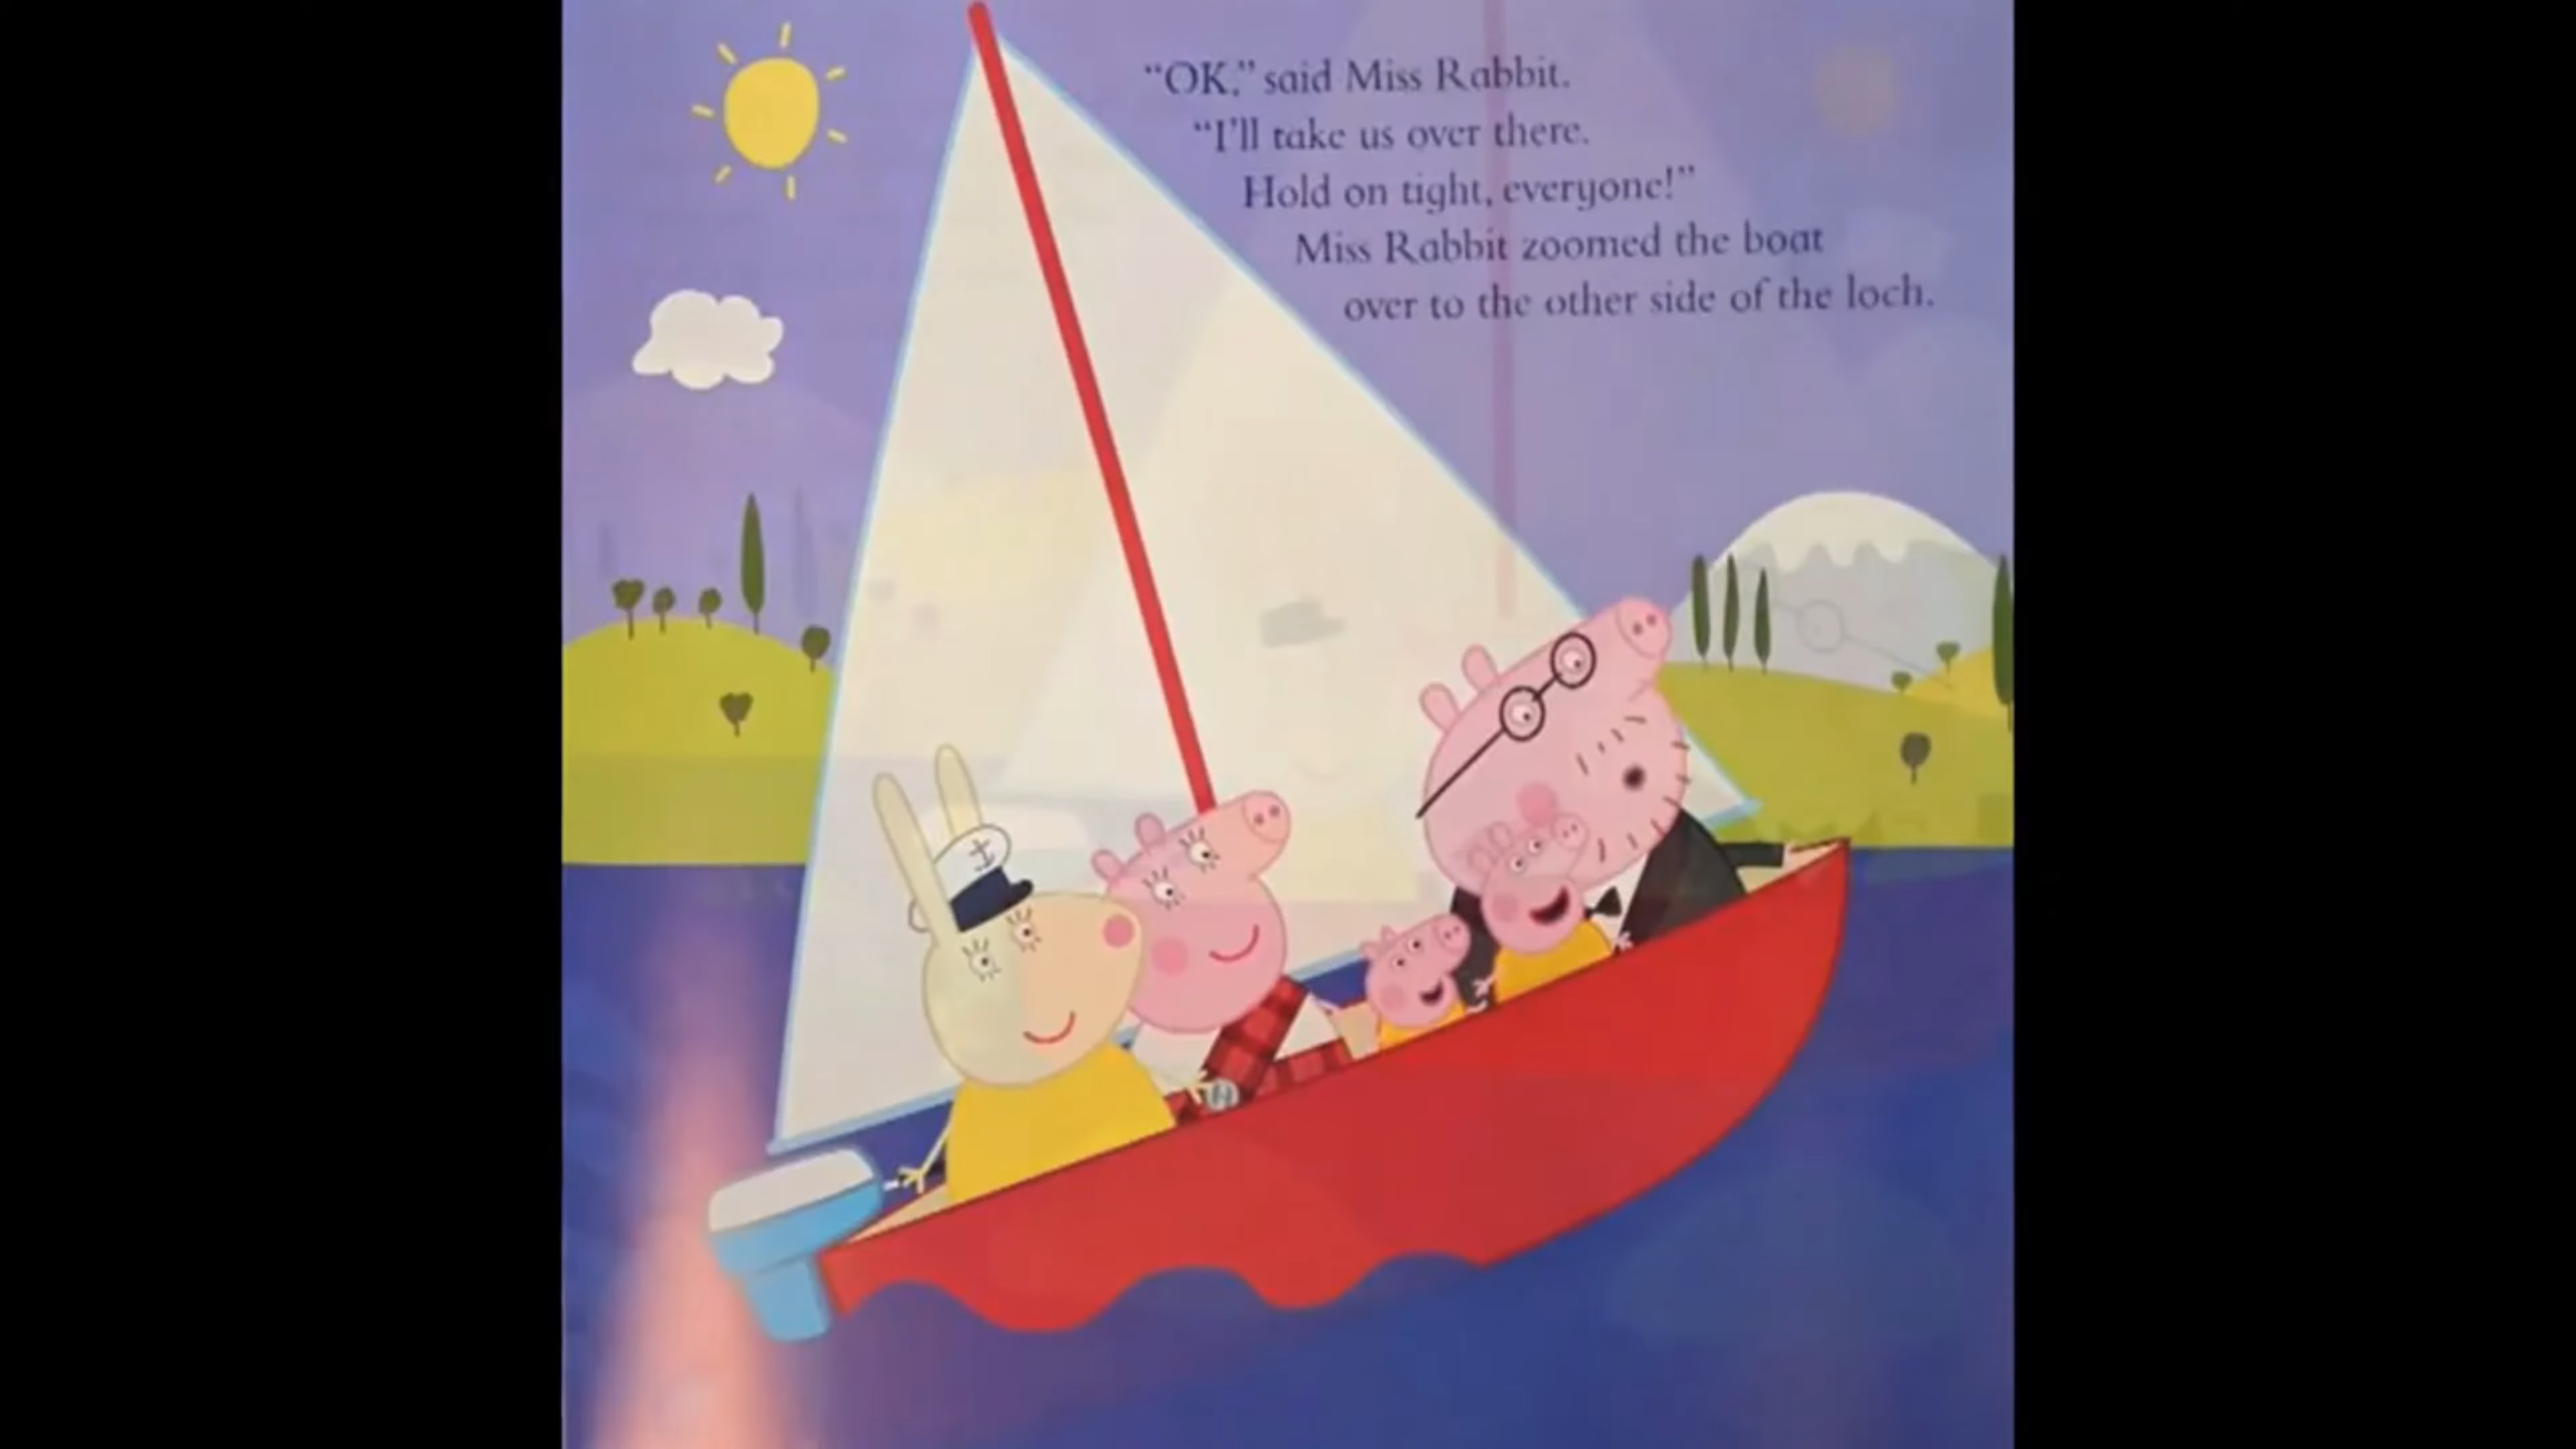 “OK,” said Miss Rabbit.
“I'll take us over there.
Hold on tight, everyone!”
Miss Rabbit zoomed the boat
over to the other side of the loch.